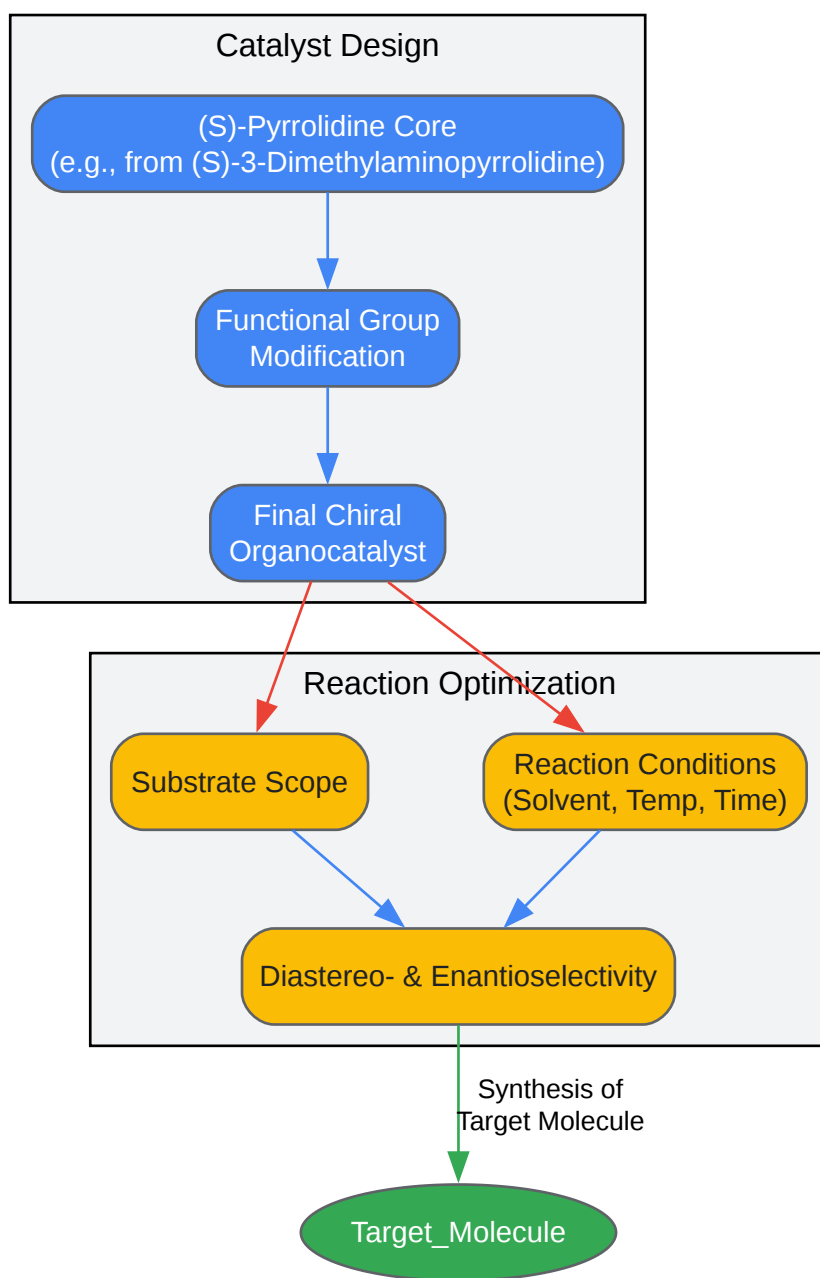 Catalyst Design
(S)-Pyrrolidine Core
(e.g., from (S)-3-Dimethylaminopyrrolidine)
Functional Group
Modification
Final Chiral
Organocatalyst
Reaction Optimization
Substrate Scope
Reaction Conditions
(Solvent, Temp, Time)
Diastereo- & Enantioselectivity
Synthesis of
Target Molecule
Target_Molecule